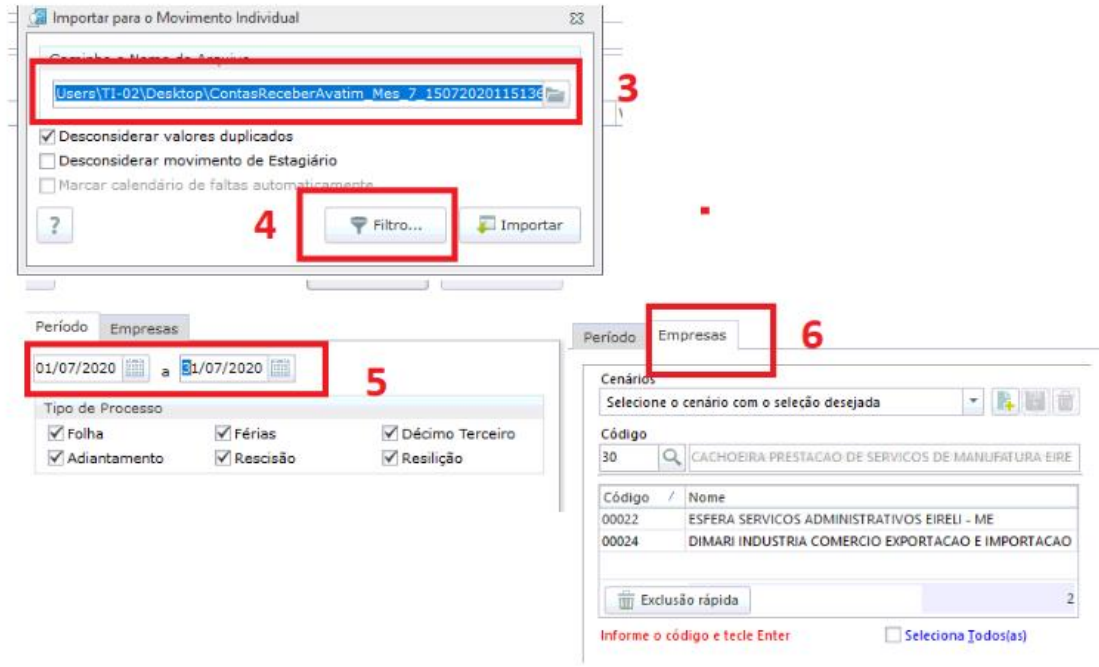 Importar para o Movimento Individual
Caminho e Nome do Arquivo
Users\TI-02\Desktop\ContasReceberAvatim_Mes_7_15072020115136
3
Desconsiderar valores duplicados
Desconsiderar movimento de Estagiário
Marcar calendário de faltas automaticamente
4
?
Filtro...
Importar
Período
Empresas
01/07/2020 a 31/07/2020
5
Tipo de Processo
Folha
Férias
Décimo Terceiro
Adiantamento
Rescisão
Resilição
Período
Empresas
6
Cenários
Selecione o cenário com o seleção desejada
Código
30
CACHOEIRA PRESTACAO DE SERVICOS DE MANUFATURA EIRE
Código / Nome
00022 ESFERA SERVICOS ADMINISTRATIVOS EIRELI - ME
00024 DIMARI INDUSTRIA COMERCIO EXPORTACAO E IMPORTACAO
Exclusão rápida
2
Informe o código e tecle Enter
Seleciona Todos(as)